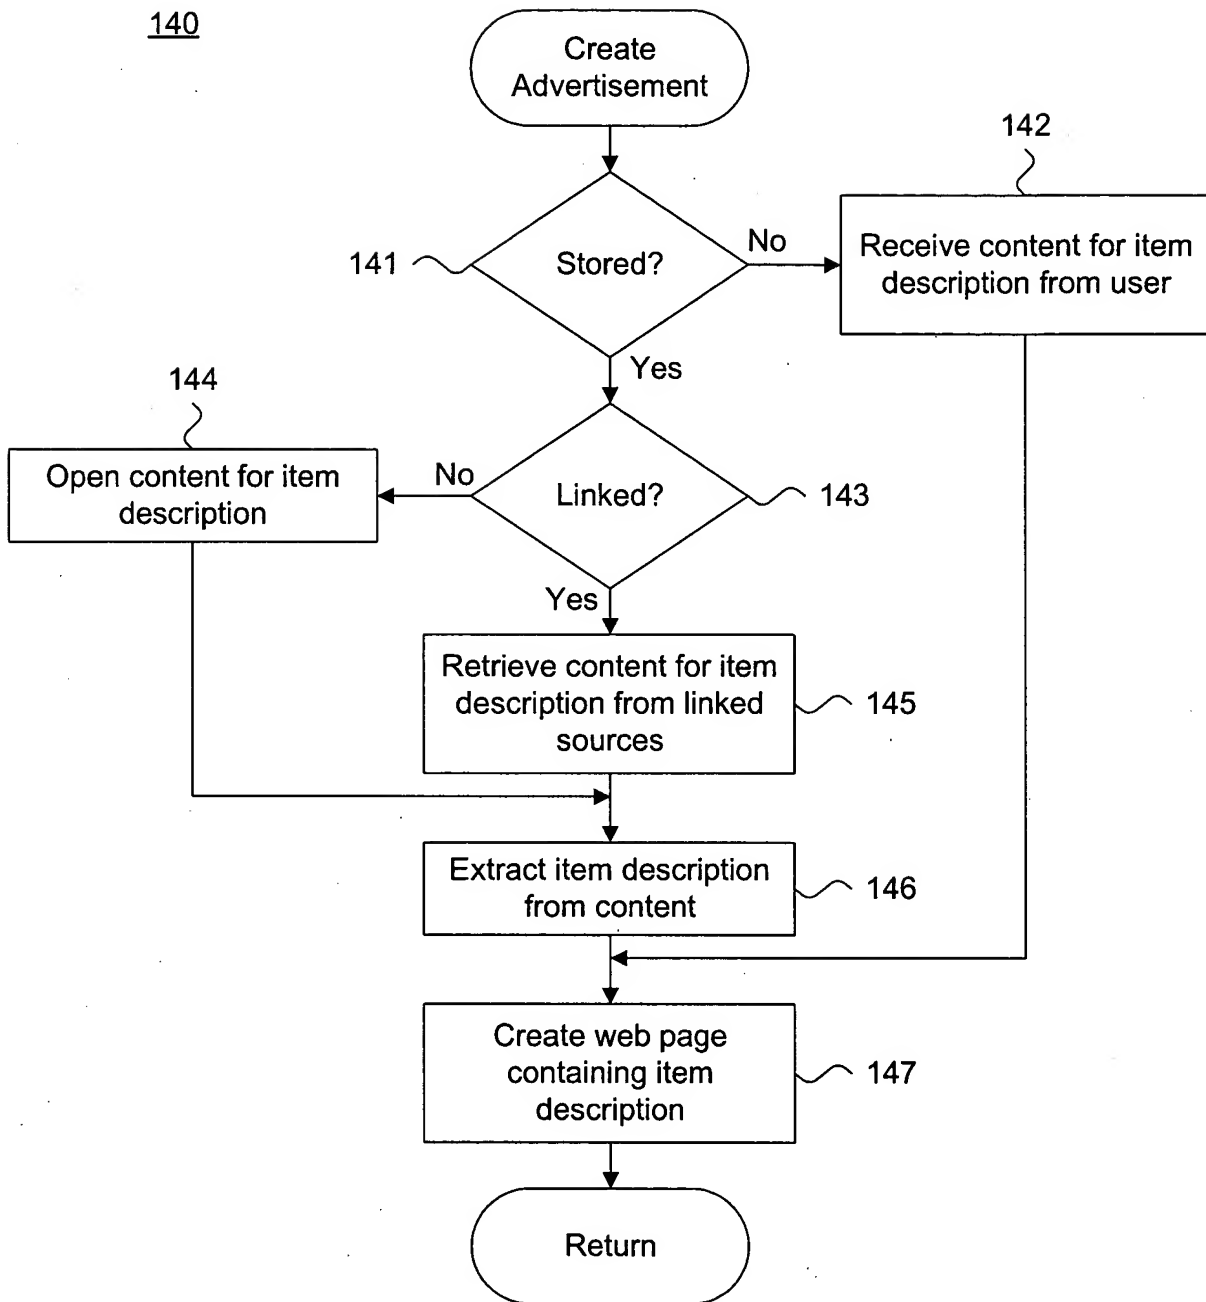 140
Create
Advertisement
142
141
Stored?
No
Receive content for item
description from user
Yes
144
Open content for item
description
No
Linked?
143
Yes
Retrieve content for item
description from linked
sources
145
Extract item description
from content
146
Create web page
containing item
description
147
Return